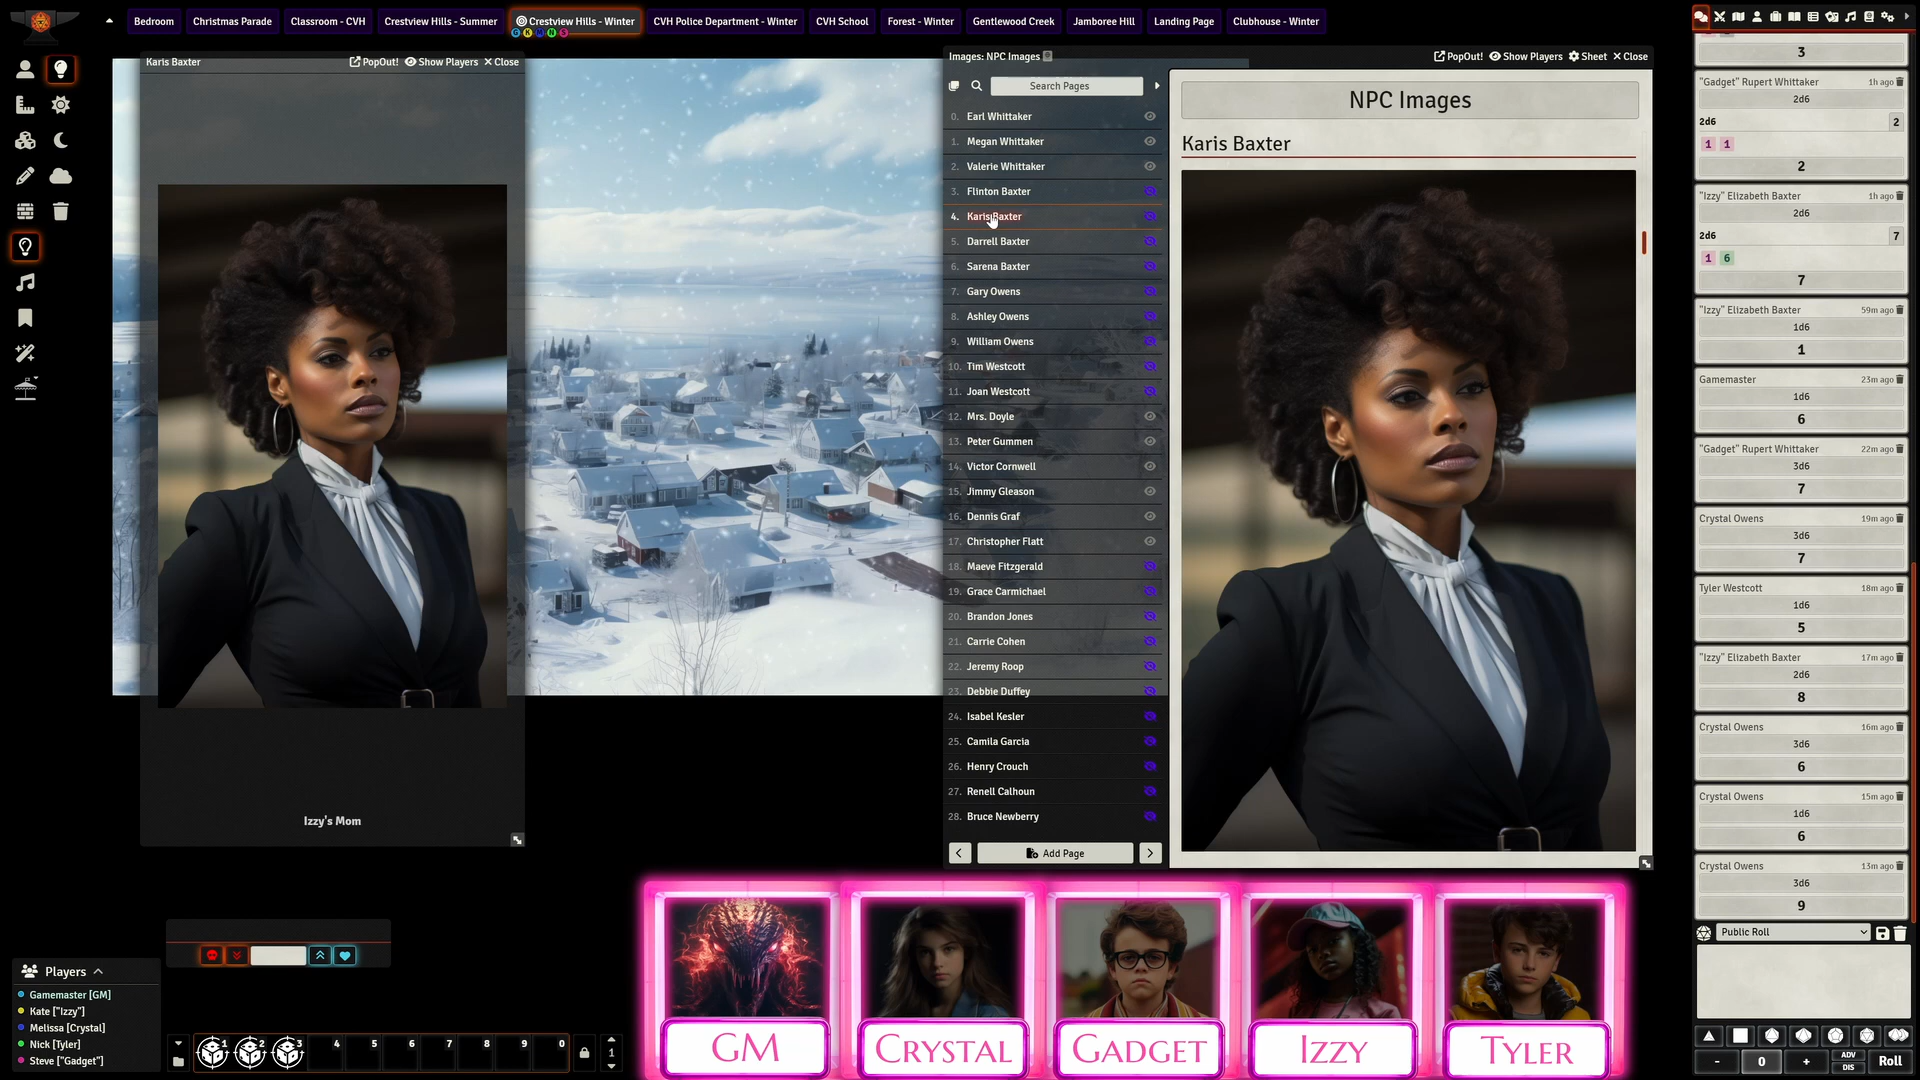 Bedroom
Christmas Parade
Classroom - CVH
Crestview Hills - Summer
Crestview Hills - Winter
G K M N S
CVH Police Department - Winter
CVH School
Forest - Winter
Gentlewood Creek
Jamboree Hill
Landing Page
Clubhouse - Winter
Karis Baxter
PopOut!
Show Players
Close
Izzy's Mom
Images: NPC Images
PopOut!
Show Players
Sheet
Close
Search Pages
0. Earl Whittaker
1. Megan Whittaker
2. Valerie Whittaker
3. Flinton Baxter
4. Karis Baxter
5. Darrell Baxter
6. Sarena Baxter
7. Gary Owens
8. Ashley Owens
9. William Owens
10. Tim Westcott
11. Joan Westcott
12. Mrs. Doyle
13. Peter Gummen
14. Victor Cornwell
15. Jimmy Gleason
16. Dennis Graf
17. Christopher Flatt
18. Maeve Fitzgerald
19. Grace Carmichael
20. Brandon Jones
21. Carrie Cohen
22. Jeremy Roop
23. Debbie Duffey
24. Isabel Kesler
25. Camila Garcia
26. Henry Crouch
27. Renell Calhoun
28. Bruce Newberry
Add Page
NPC Images
Karis Baxter
3
"Gadget" Rupert Whittaker 1h ago
2d6
2d6 2
1 1
2
"Izzy" Elizabeth Baxter 1h ago
2d6
2d6 7
1 6
7
"Izzy" Elizabeth Baxter 59m ago
1d6
1
Gamemaster 23m ago
1d6
6
"Gadget" Rupert Whittaker 22m ago
3d6
7
Crystal Owens 19m ago
3d6
7
Tyler Westcott 18m ago
1d6
5
"Izzy" Elizabeth Baxter 17m ago
2d6
8
Crystal Owens 16m ago
3d6
6
Crystal Owens 15m ago
1d6
6
Crystal Owens 13m ago
3d6
9
Public Roll
- 0 + ADV DIS Roll
Players
Gamemaster [GM]
Kate ["Izzy"]
Melissa [Crystal]
Nick [Tyler]
Steve ["Gadget"]
1 2 3 4 5 6 7 8 9 0
1
GM
Crystal
Gadget
Izzy
Tyler